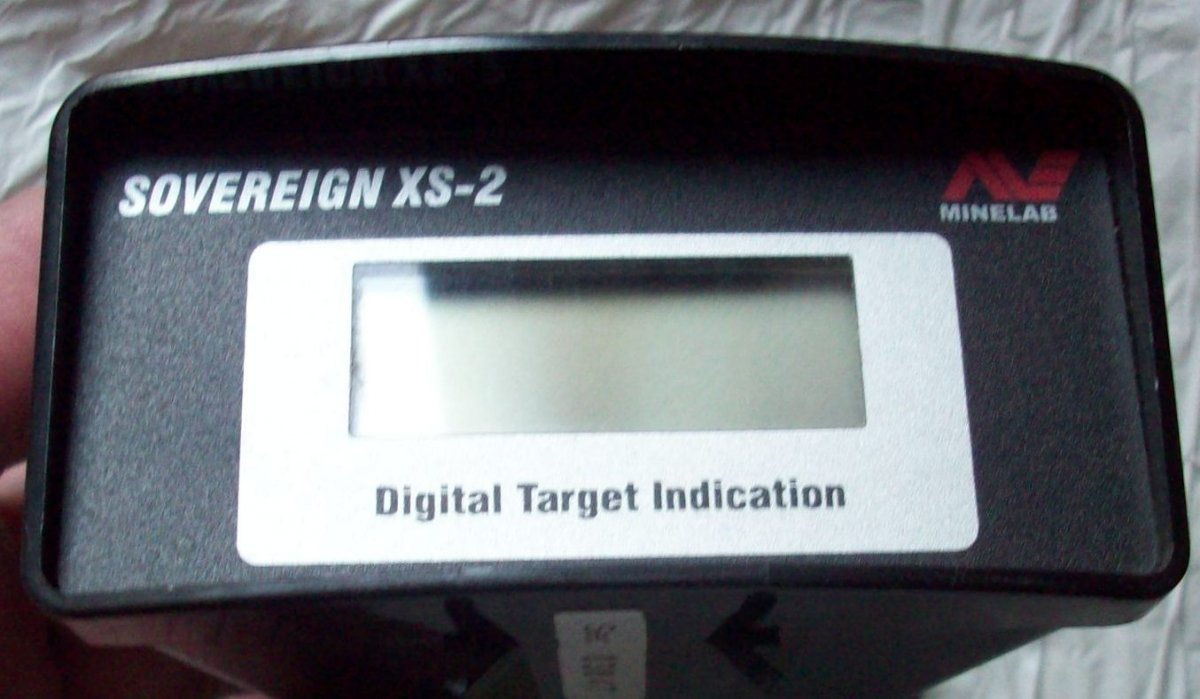 SOVEREIGN XS-2
MINELAB
Digital Target Indication